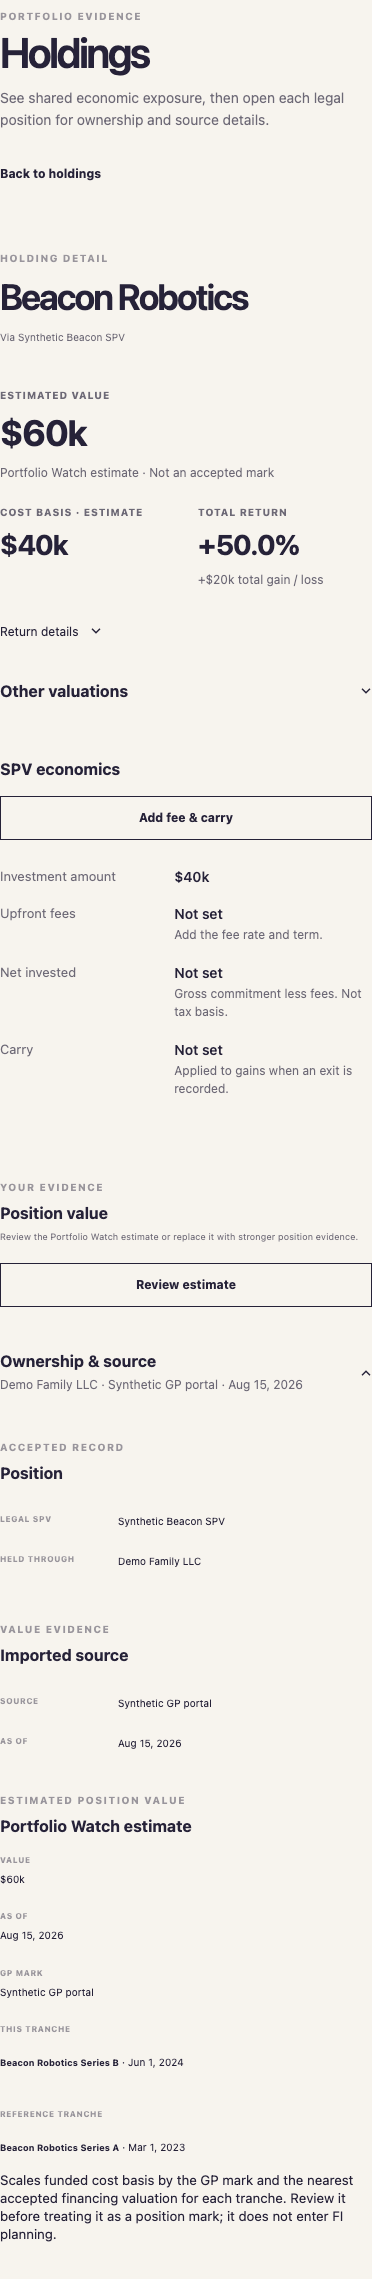 PORTFOLIO EVIDENCE
Holdings
See shared economic exposure, then open each legal
position for ownership and source details.
Back to holdings
HOLDING DETAIL
Beacon Robotics
Via Synthetic Beacon SPV
ESTIMATED VALUE
$60k
Portfolio Watch estimate · Not an accepted mark
COST BASIS · ESTIMATE
$40k
TOTAL RETURN
+50.0%
+$20k total gain / loss
Return details
Other valuations
SPV economics
Add fee & carry
Investment amount
$40k
Upfront fees
Not set
Add the fee rate and term.
Net invested
Not set
Gross commitment less fees. Not
tax basis.
Carry
Not set
Applied to gains when an exit is
recorded.
YOUR EVIDENCE
Position value
Review the Portfolio Watch estimate or replace it with stronger position evidence.
Review estimate
Ownership & source
Demo Family LLC · Synthetic GP portal · Aug 15, 2026
ACCEPTED RECORD
Position
LEGAL SPV
Synthetic Beacon SPV
HELD THROUGH
Demo Family LLC
VALUE EVIDENCE
Imported source
SOURCE
Synthetic GP portal
AS OF
Aug 15, 2026
ESTIMATED POSITION VALUE
Portfolio Watch estimate
VALUE
$60k
AS OF
Aug 15, 2026
GP MARK
Synthetic GP portal
THIS TRANCHE
Beacon Robotics Series B · Jun 1, 2024
REFERENCE TRANCHE
Beacon Robotics Series A · Mar 1, 2023
Scales funded cost basis by the GP mark and the nearest
accepted financing valuation for each tranche. Review it
before treating it as a position mark; it does not enter FI
planning.